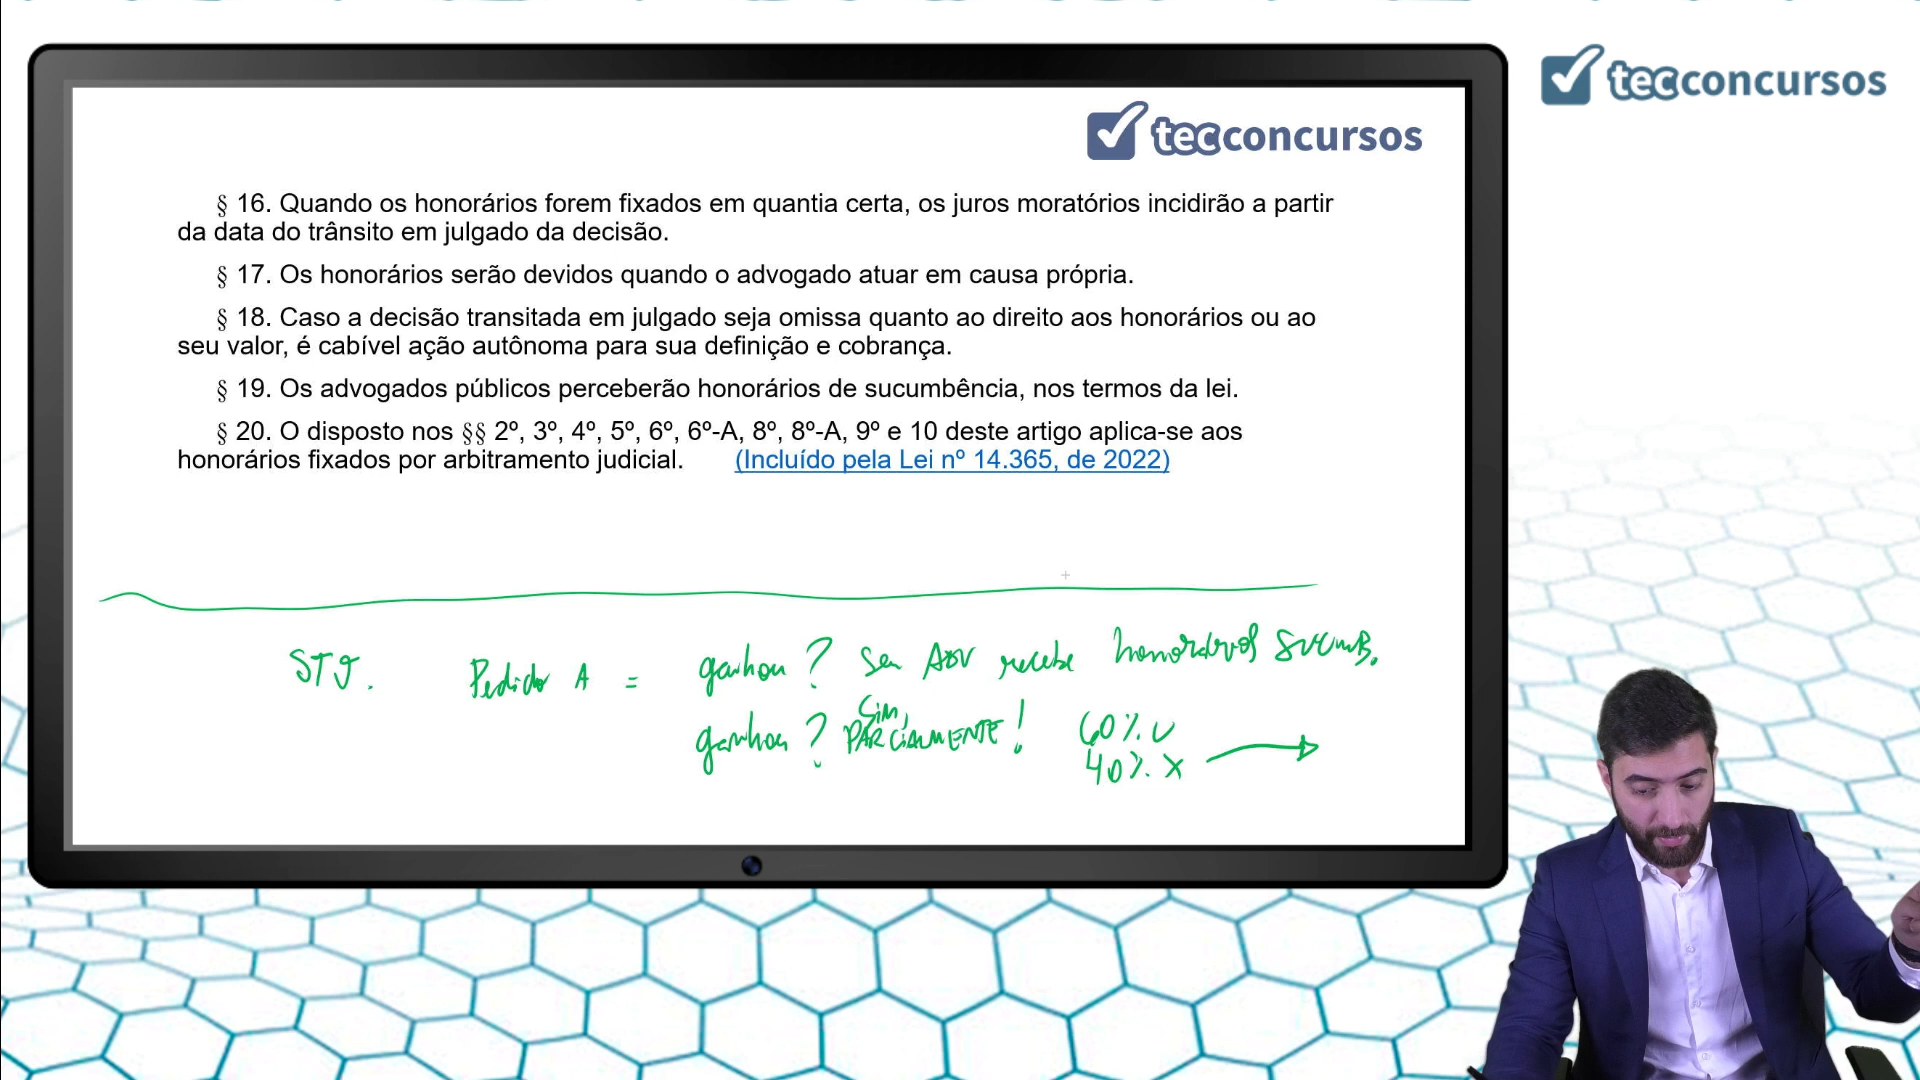 tecconcursos
tecconcursos
§ 16. Quando os honorários forem fixados em quantia certa, os juros moratórios incidirão a partir
da data do trânsito em julgado da decisão.
§ 17. Os honorários serão devidos quando o advogado atuar em causa própria.
§ 18. Caso a decisão transitada em julgado seja omissa quanto ao direito aos honorários ou ao
seu valor, é cabível ação autônoma para sua definição e cobrança.
§ 19. Os advogados públicos perceberão honorários de sucumbência, nos termos da lei.
§ 20. O disposto nos §§ 2º, 3º, 4º, 5º, 6º, 6º-A, 8º, 8º-A, 9º e 10 deste artigo aplica-se aos
honorários fixados por arbitramento judicial. (Incluído pela Lei nº 14.365, de 2022)
STJ. Pedido A = ganhou? Seu ADV recebe honorários SUCUMB.
ganhou? Sim, PARCIALMENTE! 60% V
40% X